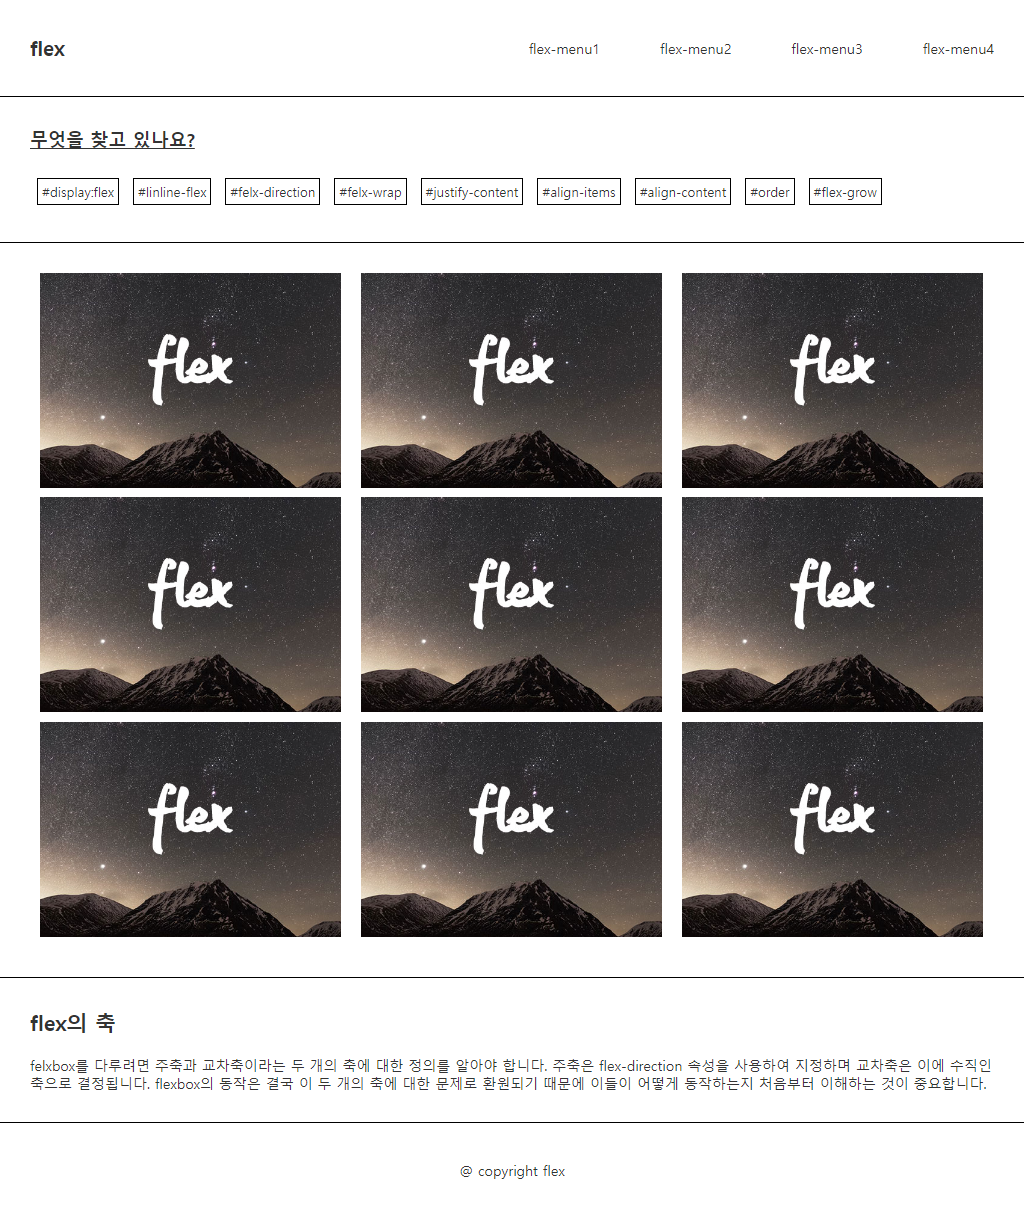 flex
flex-menu1 flex-menu2 flex-menu3 flex-menu4
무엇을 찾고 있나요?
#display:flex #linline-flex #felx-direction #felx-wrap #justify-content #align-items #align-content #order #flex-grow
flex flex flex
flex flex flex
flex flex flex
flex의 축
felxbox를 다루려면 주축과 교차축이라는 두 개의 축에 대한 정의를 알아야 합니다. 주축은 flex-direction 속성을 사용하여 지정하며 교차축은 이에 수직인
축으로 결정됩니다. flexbox의 동작은 결국 이 두 개의 축에 대한 문제로 환원되기 때문에 이들이 어떻게 동작하는지 처음부터 이해하는 것이 중요합니다.
@ copyright flex